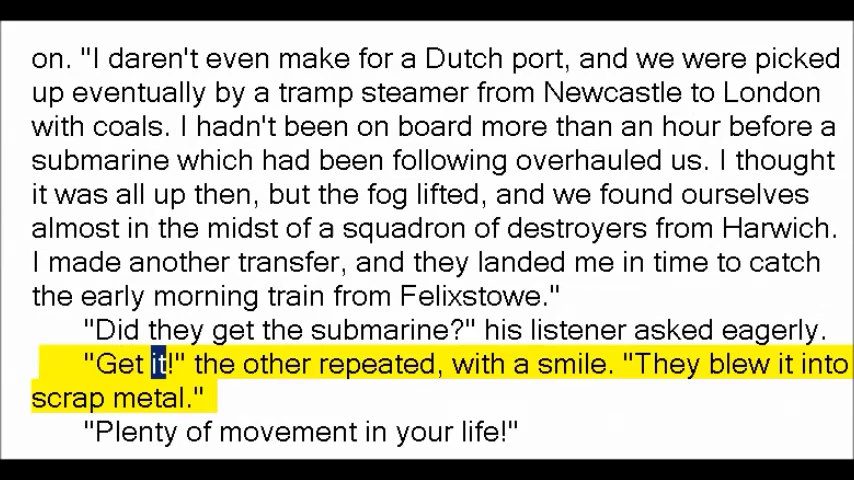 on. "I daren't even make for a Dutch port, and we were picked
up eventually by a tramp steamer from Newcastle to London
with coals. I hadn't been on board more than an hour before a
submarine which had been following overhauled us. I thought
it was all up then, but the fog lifted, and we found ourselves
almost in the midst of a squadron of destroyers from Harwich.
I made another transfer, and they landed me in time to catch
the early morning train from Felixstowe."
"Did they get the submarine?" his listener asked eagerly.
"Get it!" the other repeated, with a smile. "They blew it into
scrap metal."
"Plenty of movement in your life!"